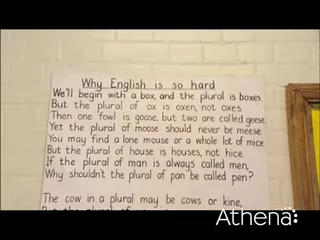 Why English is so hard
We'll begin with a box, and the plural is boxes.
But the plural of ox is oxen, not oxes.
Then one fowl is goose, but two are called geese.
Yet the plural of moose should never be meese.
You may find a lone mouse or a whole lot of mice
But the plural of house is houses, not hice.
If the plural of man is always called men,
Why shouldn't the plural of pan be called pen?
The cow in a plural may be cows or kine,
the plural of
Athena